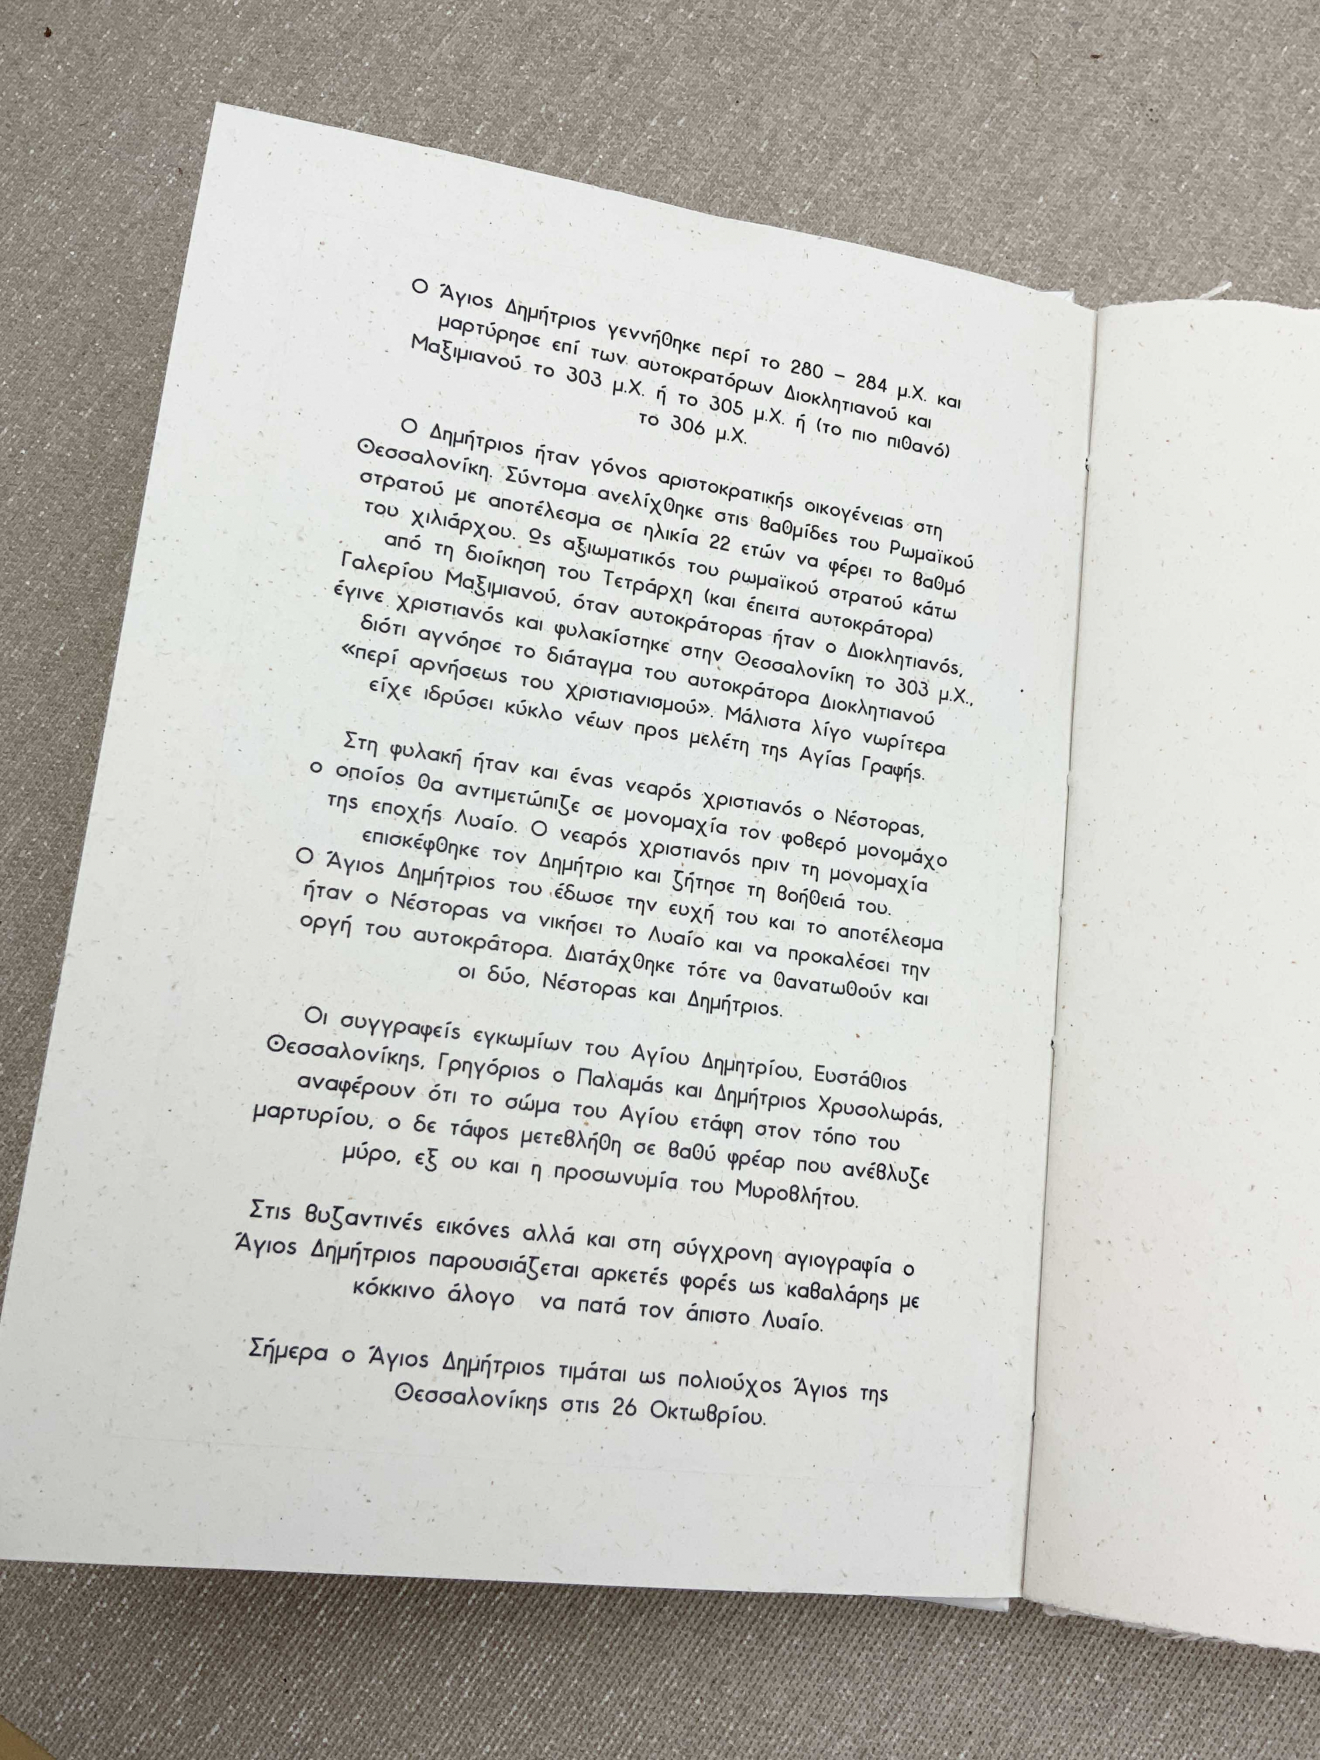 Ο Άγιος Δημήτριος γεννήθηκε περί το 280 – 284 μ.Χ. και
μαρτύρησε επί των αυτοκρατόρων Διοκλητιανού και
Μαξιμιανού το 303 μ.Χ. ή το 305 μ.Χ. ή (το πιο πιθανό)
το 306 μ.Χ.
Ο Δημήτριος ήταν γόνος αριστοκρατικής οικογένειας στη
Θεσσαλονίκη. Σύντομα ανελίχθηκε στις βαθμίδες του Ρωμαϊκού
στρατού με αποτέλεσμα σε ηλικία 22 ετών να φέρει το βαθμό
του χιλιάρχου. Ως αξιωματικός του ρωμαϊκού στρατού κάτω
από τη διοίκηση του Τετράρχη (και έπειτα αυτοκράτορα)
Γαλερίου Μαξιμιανού, όταν αυτοκράτορας ήταν ο Διοκλητιανός,
έγινε χριστιανός και φυλακίστηκε στην Θεσσαλονίκη το 303 μ.Χ.,
διότι αγνόησε το διάταγμα του αυτοκράτορα Διοκλητιανού
«περί αρνήσεως του χριστιανισμού». Μάλιστα λίγο νωρίτερα
είχε ιδρύσει κύκλο νέων προς μελέτη της Αγίας Γραφής.
Στη φυλακή ήταν και ένας νεαρός χριστιανός ο Νέστορας,
ο οποίος θα αντιμετώπιζε σε μονομαχία τον φοβερό μονομάχο
της εποχής Λυαίο. Ο νεαρός χριστιανός πριν τη μονομαχία
επισκέφθηκε τον Δημήτριο και ζήτησε τη βοήθειά του.
Ο Άγιος Δημήτριος του έδωσε την ευχή του και το αποτέλεσμα
ήταν ο Νέστορας να νικήσει το Λυαίο και να προκαλέσει την
οργή του αυτοκράτορα. Διατάχθηκε τότε να θανατωθούν και
οι δύο, Νέστορας και Δημήτριος.
Οι συγγραφείς εγκωμίων του Αγίου Δημητρίου, Ευστάθιος
Θεσσαλονίκης, Γρηγόριος ο Παλαμάς και Δημήτριος Χρυσολωράς,
αναφέρουν ότι το σώμα του Αγίου ετάφη στον τόπο του
μαρτυρίου, ο δε τάφος μετεβλήθη σε βαθύ φρέαρ που ανέβλυζε
μύρο, εξ ου και η προσωνυμία του Μυροβλήτου.
Στις βυζαντινές εικόνες αλλά και στη σύγχρονη αγιογραφία ο
Άγιος Δημήτριος παρουσιάζεται αρκετές φορές ως καβαλάρης με
κόκκινο άλογο να πατά τον άπιστο Λυαίο.
Σήμερα ο Άγιος Δημήτριος τιμάται ως πολιούχος Άγιος της
Θεσσαλονίκης στις 26 Οκτωβρίου.